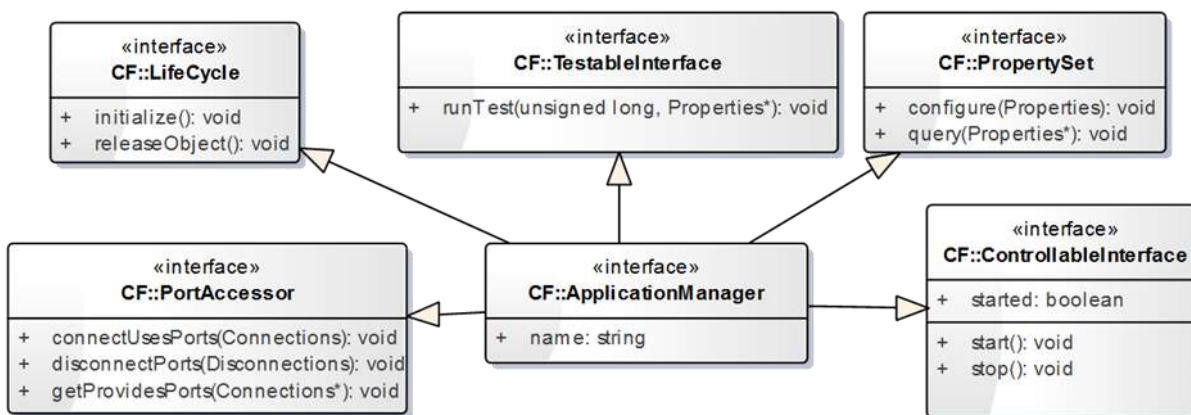 «interface»
CF::LifeCycle
+ initialize(): void
+ releaseObject(): void
«interface»
CF::TestableInterface
+ runTest(unsigned long, Properties*): void
«interface»
CF::PropertySet
+ configure(Properties): void
+ query(Properties*): void
«interface»
CF::PortAccessor
+ connectUsesPorts(Connections): void
+ disconnectPorts(Disconnections): void
+ getProvidesPorts(Connections*): void
«interface»
CF::ApplicationManager
+ name: string
«interface»
CF::ControllableInterface
+ started: boolean
+ start(): void
+ stop(): void